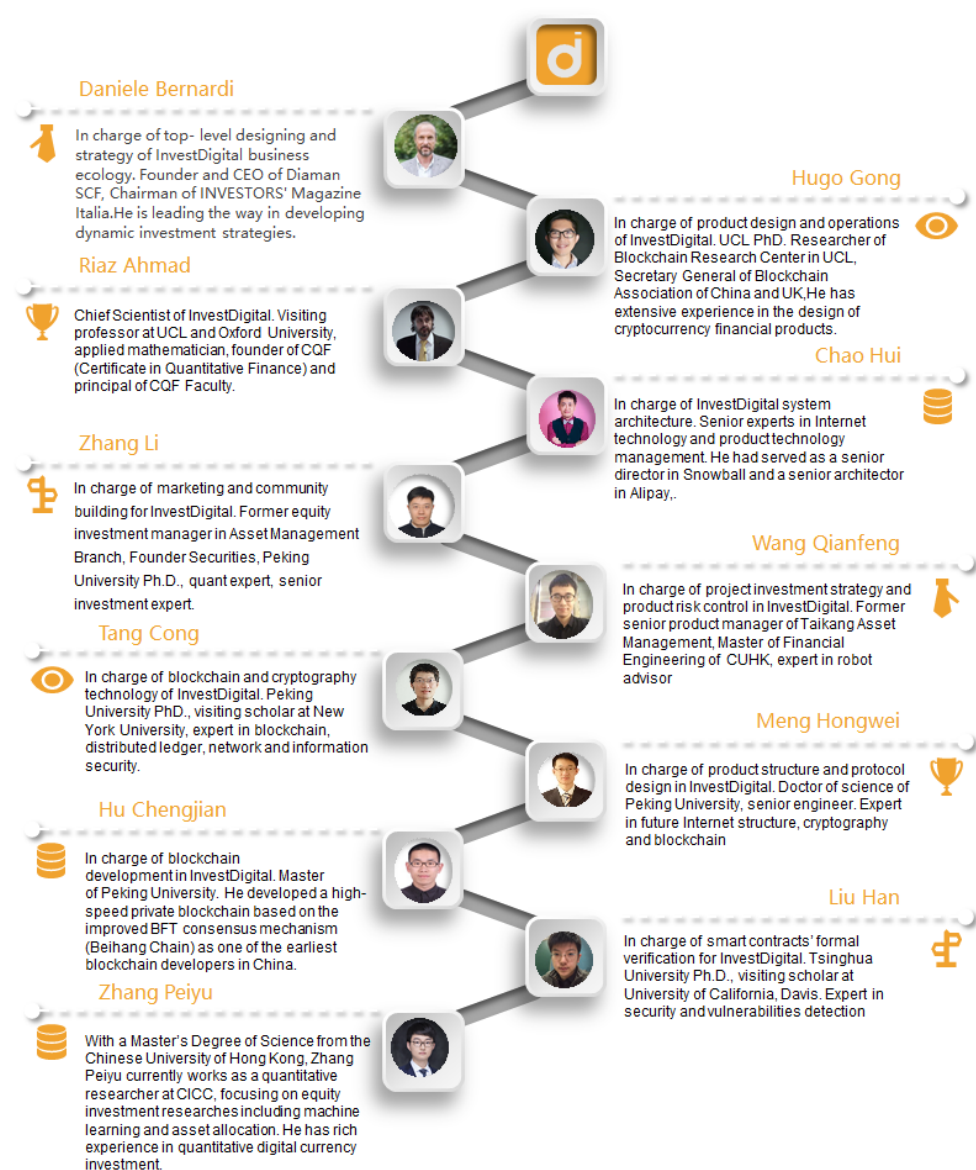 d
Daniele Bernardi
In charge of top- level designing and
strategy of InvestDigital business
ecology. Founder and CEO of Diaman
SCF, Chairman of INVESTORS' Magazine
Italia.He is leading the way in developing
dynamic investment strategies.
Hugo Gong
In charge of product design and operations
of InvestDigital. UCL PhD. Researcher of
Blockchain Research Center in UCL,
Secretary General of Blockchain
Association of China and UK,He has
extensive experience in the design of
cryptocurrency financial products.
Riaz Ahmad
Chief Scientist of InvestDigital. Visiting
professor at UCL and Oxford University,
applied mathematician, founder of CQF
(Certificate in Quantitative Finance) and
principal of CQF Faculty.
Chao Hui
In charge of InvestDigital system
architecture. Senior experts in Internet
technology and product technology
management. He had served as a senior
director in Snowball and a senior architector
in Alipay,.
Zhang Li
In charge of marketing and community
building for InvestDigital. Former equity
investment manager in Asset Management
Branch, Founder Securities, Peking
University Ph.D., quant expert, senior
investment expert.
Wang Qianfeng
In charge of project investment strategy and
product risk control in InvestDigital. Former
senior product manager of Taikang Asset
Management, Master of Financial
Engineering of CUHK, expert in robot
advisor
Tang Cong
In charge of blockchain and cryptography
technology of InvestDigital. Peking
University PhD., visiting scholar at New
York University, expert in blockchain,
distributed ledger, network and information
security.
Meng Hongwei
In charge of product structure and protocol
design in InvestDigital. Doctor of science of
Peking University, senior engineer. Expert
in future Internet structure, cryptography
and blockchain
Hu Chengjian
In charge of blockchain
development in InvestDigital. Master
of Peking University. He developed a high-
speed private blockchain based on the
improved BFT consensus mechanism
(Beihang Chain) as one of the earliest
blockchain developers in China.
Liu Han
In charge of smart contracts’ formal
verification for InvestDigital. Tsinghua
University Ph.D., visiting scholar at
University of California, Davis. Expert in
security and vulnerabilities detection
Zhang Peiyu
With a Master’s Degree of Science from the
Chinese University of Hong Kong, Zhang
Peiyu currently works as a quantitative
researcher at CICC, focusing on equity
investment researches including machine
learning and asset allocation. He has rich
experience in quantitative digital currency
investment.